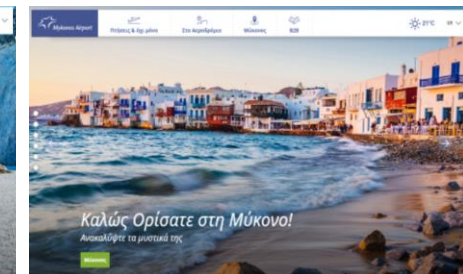 Mykonos Airport
Πτήσεις & όχι μόνο
Στο Αεροδρόμιο
Μύκονος
B2B
21°C
Καλώς Ορίσατε στη Μύκονο!
Ανακαλύψτε τα μυστικά της
Μύκονος